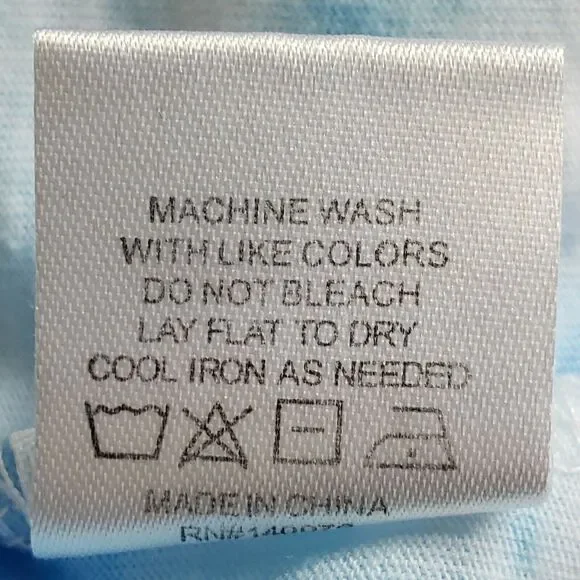 MACHINE WASH
WITH LIKE COLORS
DO NOT BLEACH
LAY FLAT TO DRY
COOL IRON AS NEEDED
MADE IN CHINA